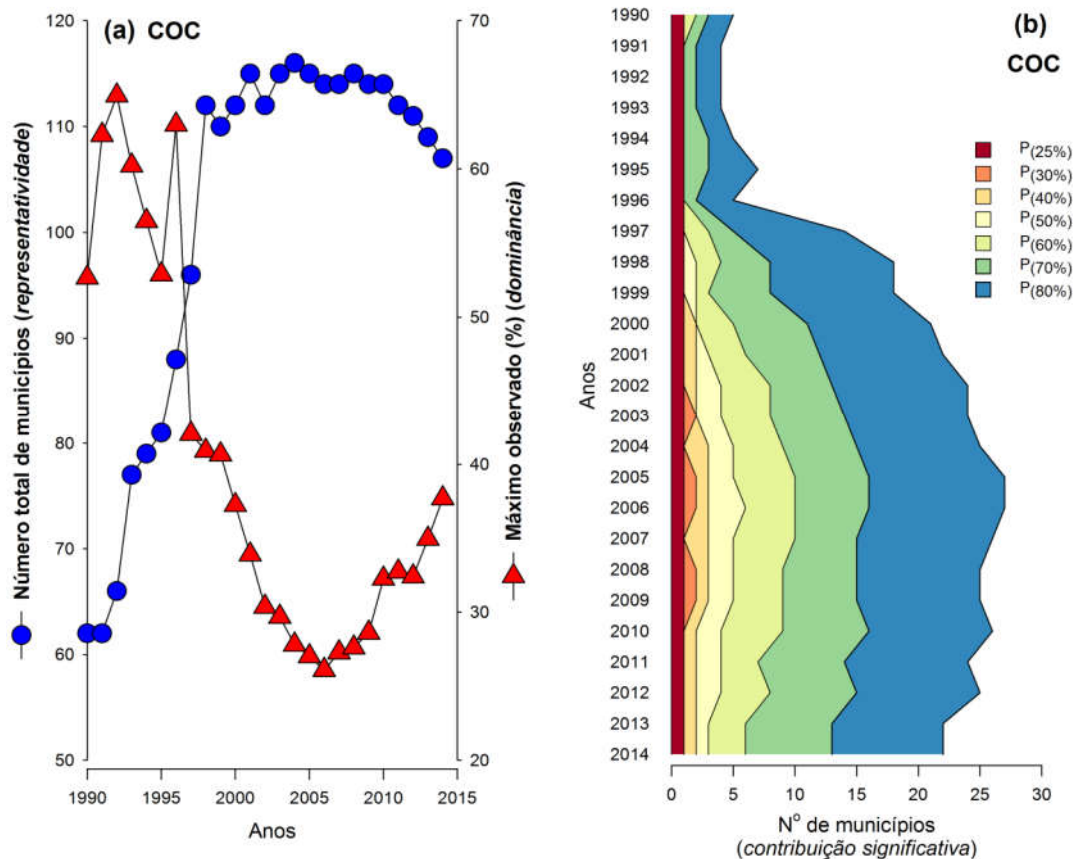 (a) COC
Número total de municípios (representatividade)
120
110
100
90
80
70
60
50
1990
1995
2000
2005
2010
2015
Anos
70
60
50
40
30
20
Máximo observado (%) (dominância)
(b)
COC
Anos
1990
1991
1992
1993
1994
1995
1996
1997
1998
1999
2000
2001
2002
2003
2004
2005
2006
2007
2008
2009
2010
2011
2012
2013
2014
P(25%)
P(30%)
P(40%)
P(50%)
P(60%)
P(70%)
P(80%)
0 5 10 15 20 25 30
Nº de municípios
(contribuição significativa)